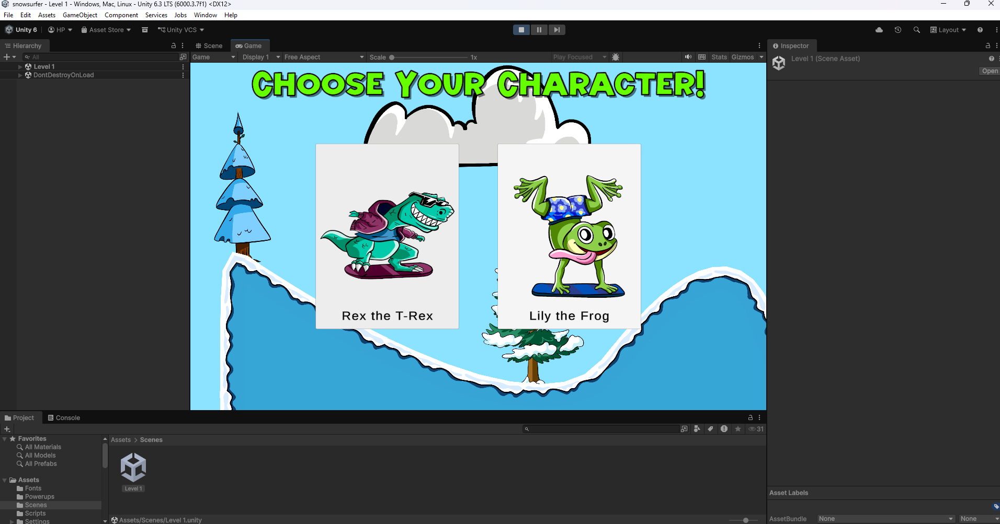 snowsurfer - Level 1 - Windows, Mac, Linux - Unity 6.3 LTS (6000.3.7f1) <DX12>
File Edit Assets GameObject Component Services Jobs Window Help
Unity 6 HP Asset Store Unity VCS Layout
Hierarchy Scene Game Inspector
All Game Display 1 Free Aspect Scale 1x Play Focused Stats Gizmos
Level 1 (Scene Asset)
Open
Level 1
DontDestroyOnLoad
CHOOSE YOUR CHARACTER!
Rex the T-Rex Lily the Frog
Project Console
31
Favorites
All Materials
All Models
All Prefabs
Assets
Fonts
Powerups
Scenes
Scripts
Settings
Assets > Scenes
Level 1
Assets/Scenes/Level 1.unity
Asset Labels
AssetBundle None None